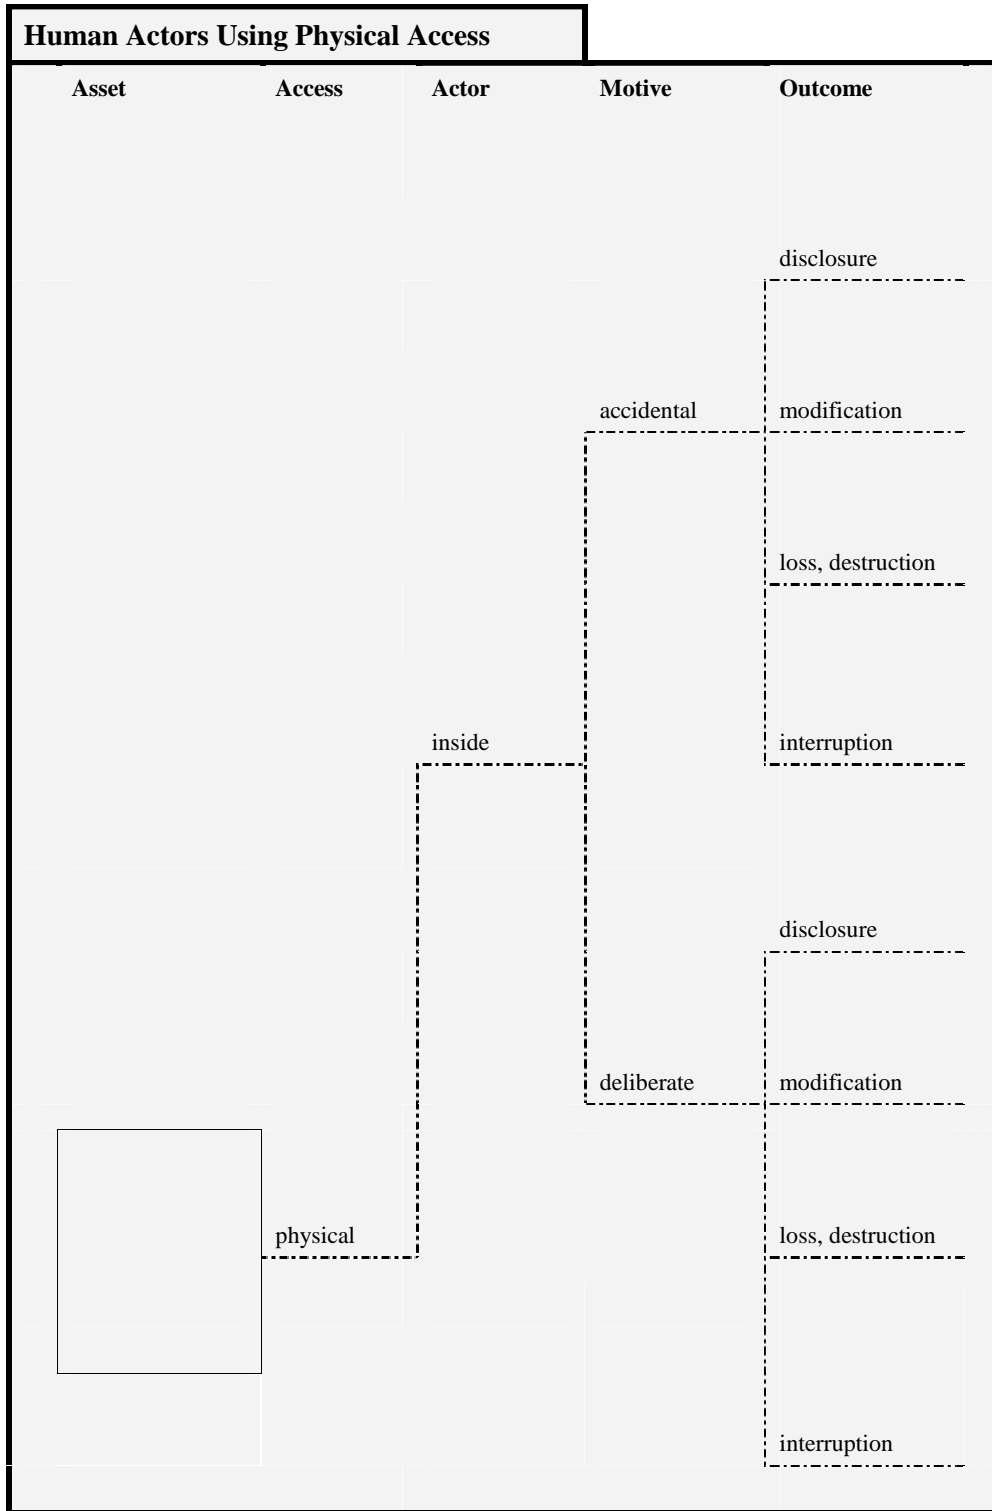 Human Actors Using Physical Access
Asset Access Actor Motive Outcome
disclosure
accidental modification
loss, destruction
inside interruption
disclosure
deliberate modification
physical loss, destruction
interruption